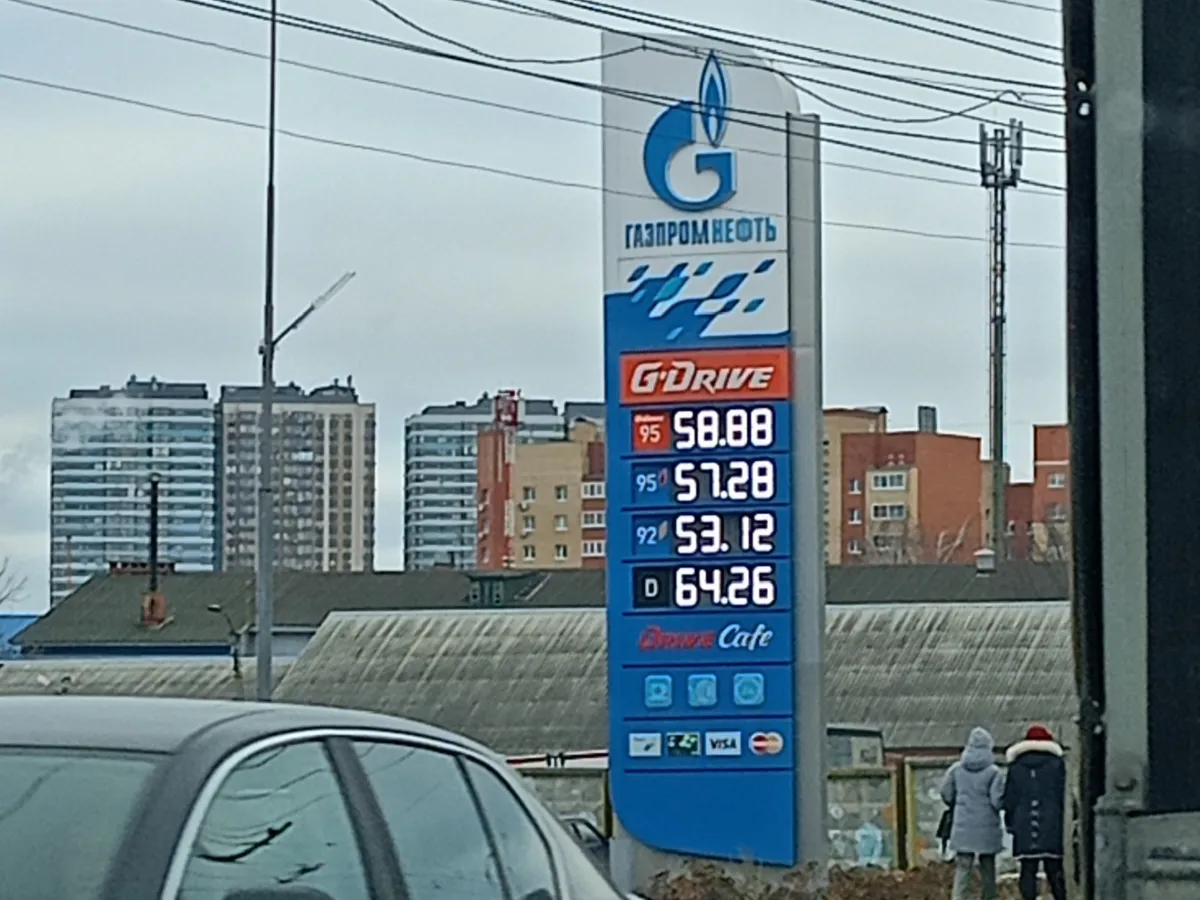 ГАЗПРОМНЕФТЬ
G-DRIVE
95 58.88
95 57.28
92 53.12
D 64.26
Drive Cafe
VISA